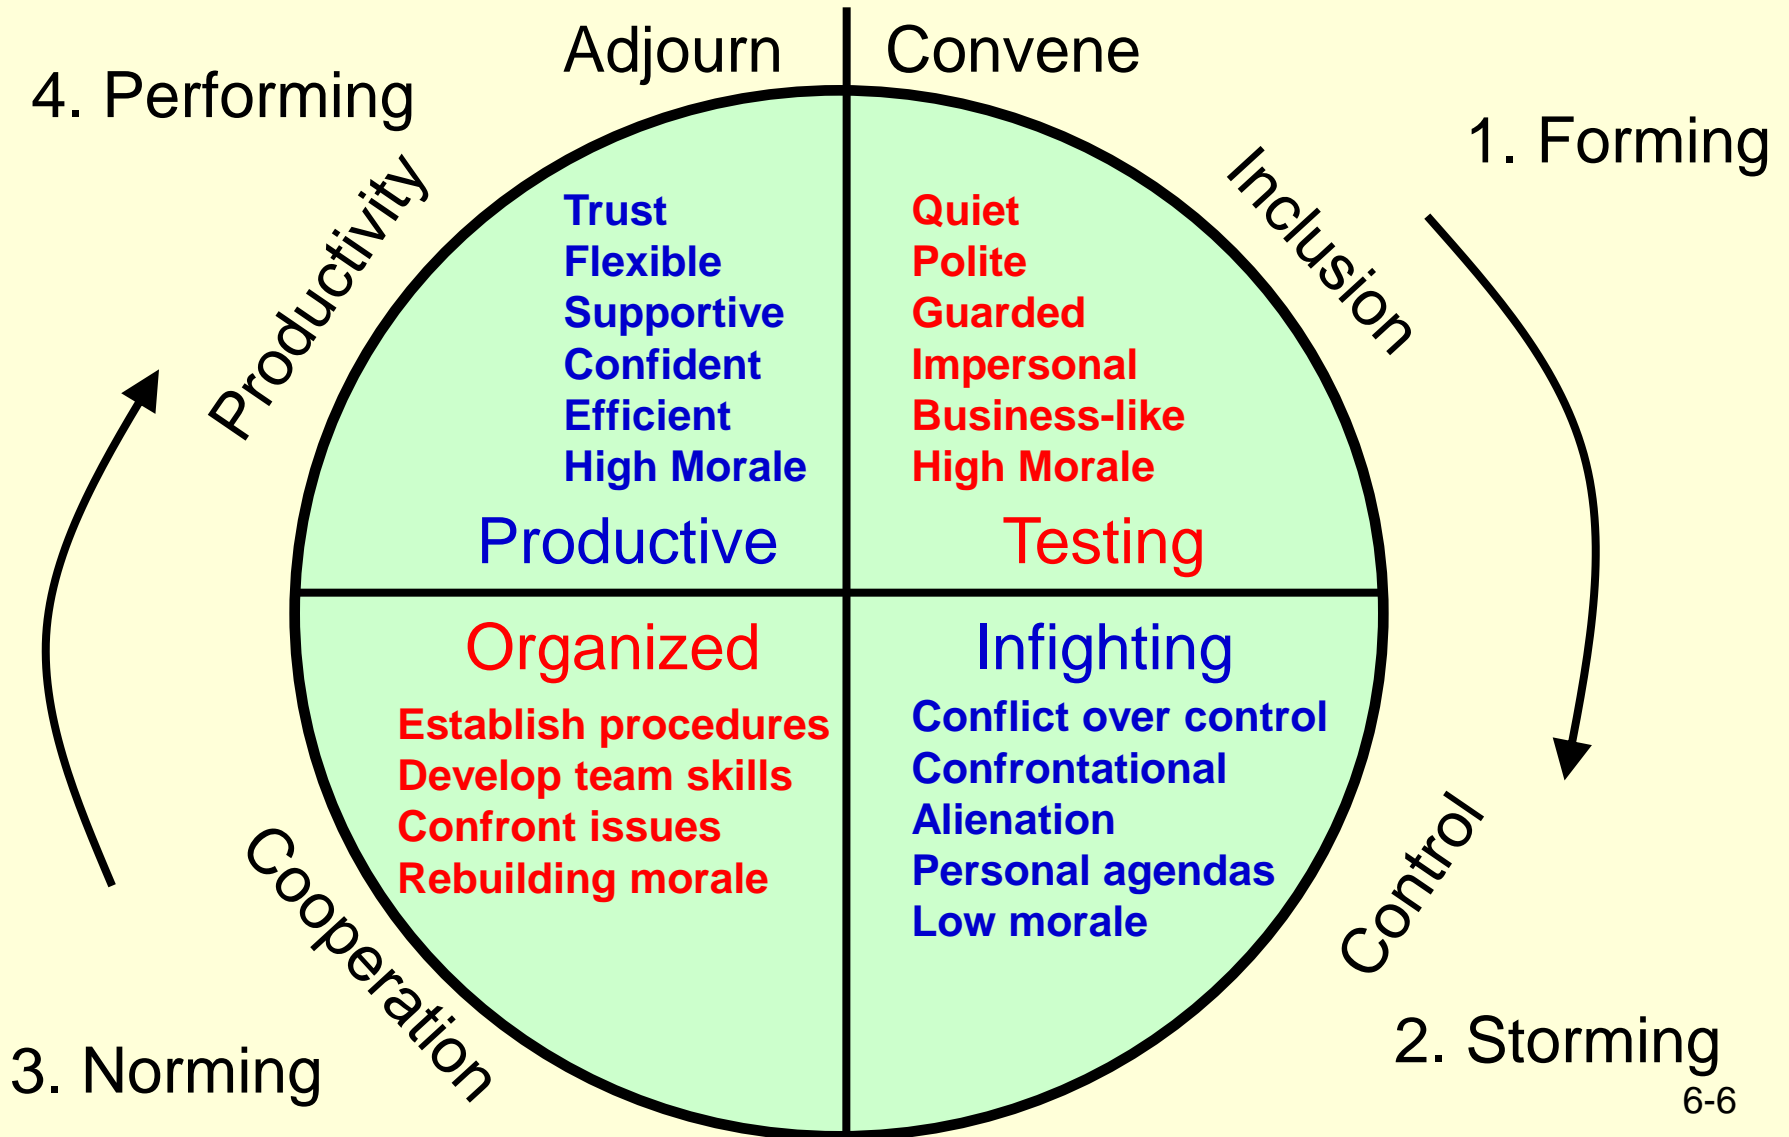 Adjourn
Convene
4. Performing
1. Forming
Productivity
Inclusion
Trust
Flexible
Supportive
Confident
Efficient
High Morale
Productive
Quiet
Polite
Guarded
Impersonal
Business-like
High Morale
Testing
Organized
Establish procedures
Develop team skills
Confront issues
Rebuilding morale
Infighting
Conflict over control
Confrontational
Alienation
Personal agendas
Low morale
Cooperation
Control
3. Norming
2. Storming
6-6